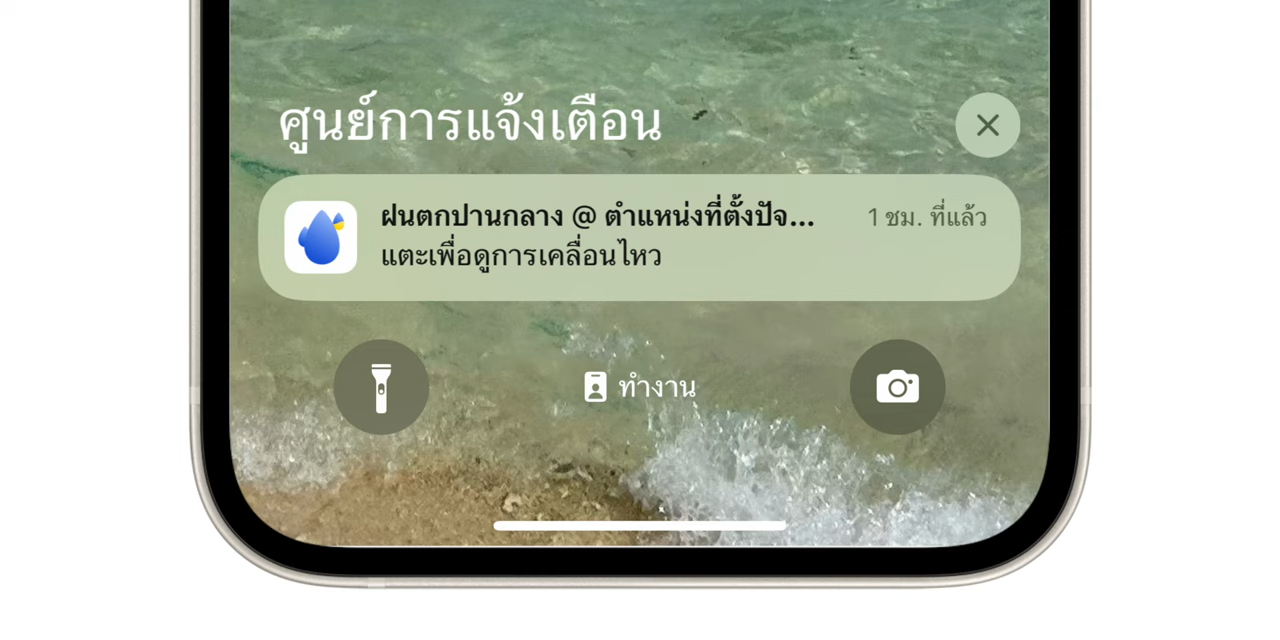 ศูนย์การแจ้งเตือน
ฝนตกปานกลาง @ ตำแหน่งที่ตั้งปัจ... 1 ชม. ที่แล้ว
แตะเพื่อดูการเคลื่อนไหว
ทำงาน